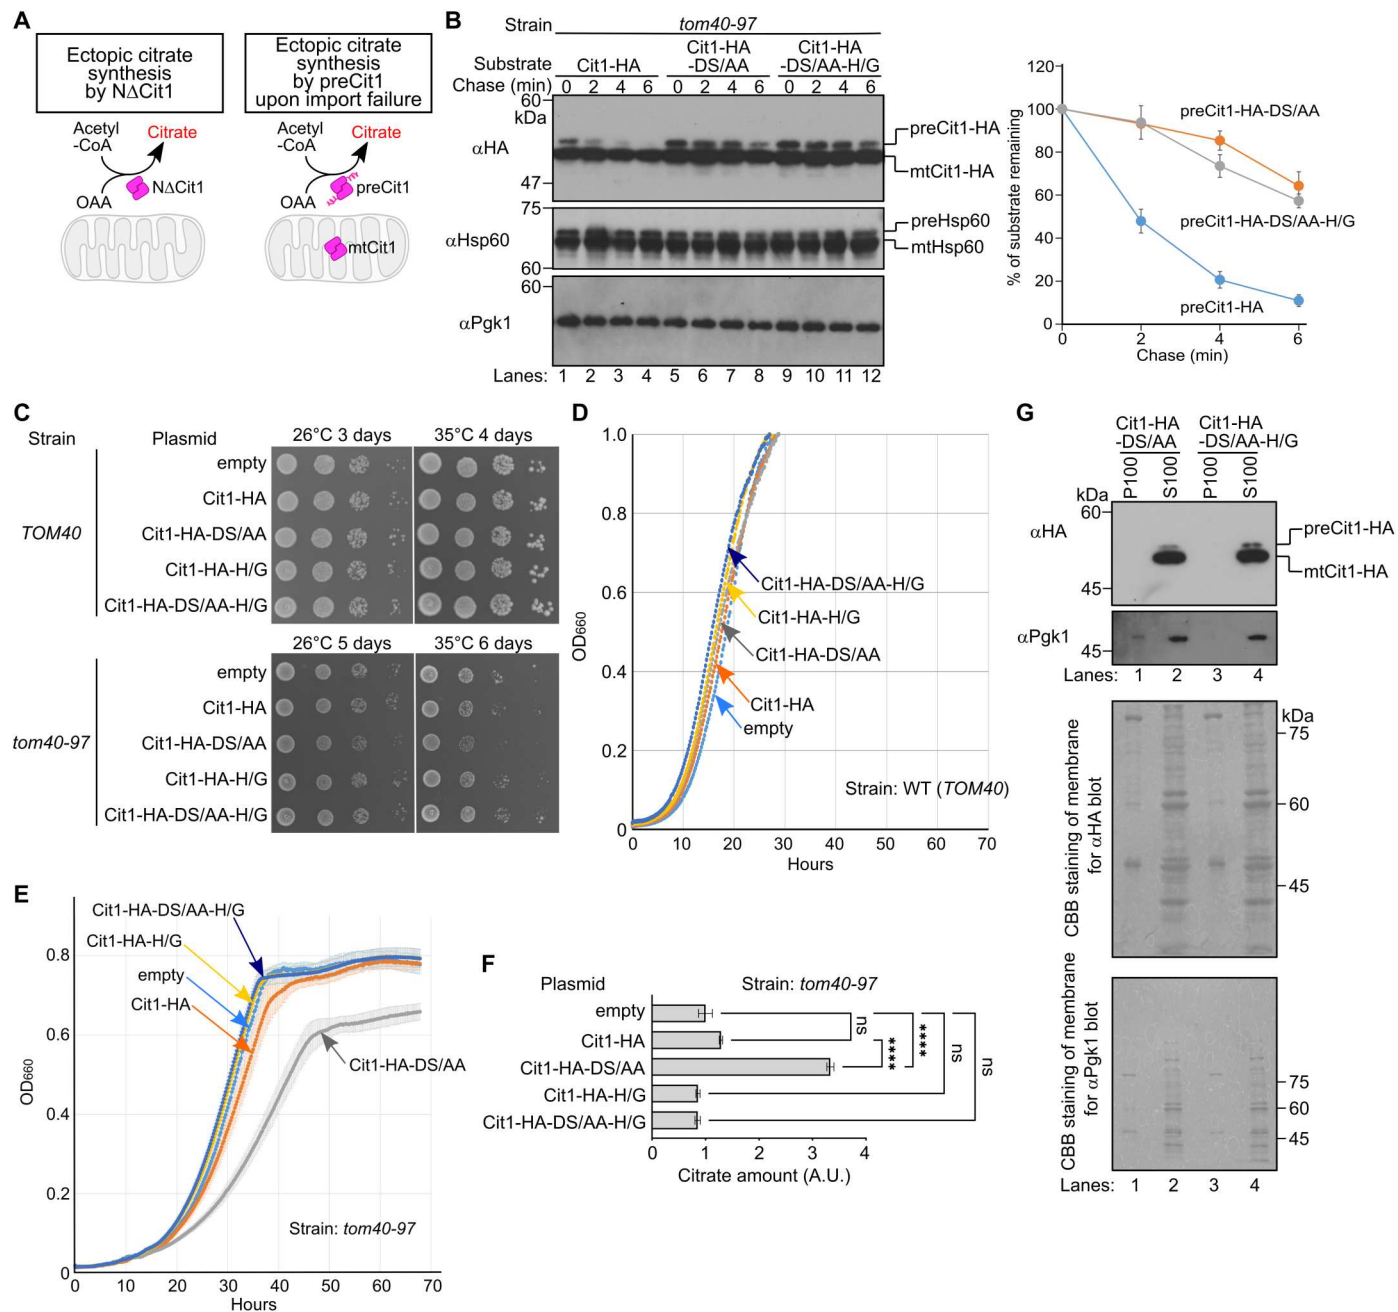 A
Ectopic citrate
synthesis
by NΔCit1
Ectopic citrate
synthesis
by preCit1
upon import failure
Acetyl
-CoA
Citrate
NΔCit1
OAA
Acetyl
-CoA
Citrate
preCit1
OAA
mtCit1
B
Strain
tom40-97
Substrate
Cit1-HA
Cit1-HA
-DS/AA
Cit1-HA
-DS/AA-H/G
Chase (min) 0 2 4 6 0 2 4 6 0 2 4 6
60
kDa
αHA
47
preCit1-HA
mtCit1-HA
75
αHsp60
60
preHsp60
mtHsp60
60
αPgk1
Lanes: 1 2 3 4 5 6 7 8 9 10 11 12
% of substrate remaining
120
100
80
60
40
20
0
preCit1-HA-DS/AA
preCit1-HA-DS/AA-H/G
preCit1-HA
0 2 4 6
Chase (min)
C
Strain
Plasmid
26°C 3 days
35°C 4 days
TOM40
empty
Cit1-HA
Cit1-HA-DS/AA
Cit1-HA-H/G
Cit1-HA-DS/AA-H/G
26°C 5 days
35°C 6 days
tom40-97
empty
Cit1-HA
Cit1-HA-DS/AA
Cit1-HA-H/G
Cit1-HA-DS/AA-H/G
D
OD660
1.0
0.8
0.6
0.4
0.2
0
Cit1-HA-DS/AA-H/G
Cit1-HA-H/G
Cit1-HA-DS/AA
Cit1-HA
empty
Strain: WT (TOM40)
0 10 20 30 40 50 60 70
Hours
E
OD660
0.8
0.6
0.4
0.2
0
Cit1-HA-DS/AA-H/G
Cit1-HA-H/G
empty
Cit1-HA
Cit1-HA-DS/AA
Strain: tom40-97
0 10 20 30 40 50 60 70
Hours
F
Plasmid
Strain: tom40-97
empty
Cit1-HA
Cit1-HA-DS/AA
Cit1-HA-H/G
Cit1-HA-DS/AA-H/G
ns
****
****
ns
ns
0 1 2 3 4
Citrate amount (A.U.)
G
Cit1-HA
-DS/AA
Cit1-HA
-DS/AA-H/G
P100
S100
P100
S100
kDa
60
αHA
preCit1-HA
mtCit1-HA
45
αPgk1
45
Lanes: 1 2 3 4
CBB staining of membrane
for αHA blot
kDa
75
60
45
CBB staining of membrane
for αPgk1 blot
75
60
45
Lanes: 1 2 3 4